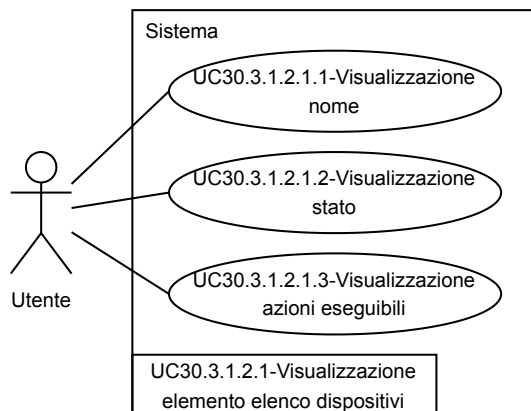 Sistema
UC30.3.1.2.1.1-Visualizzazione
nome
UC30.3.1.2.1.2-Visualizzazione
stato
UC30.3.1.2.1.3-Visualizzazione
azioni eseguibili
Utente
UC30.3.1.2.1-Visualizzazione
elemento elenco dispositivi